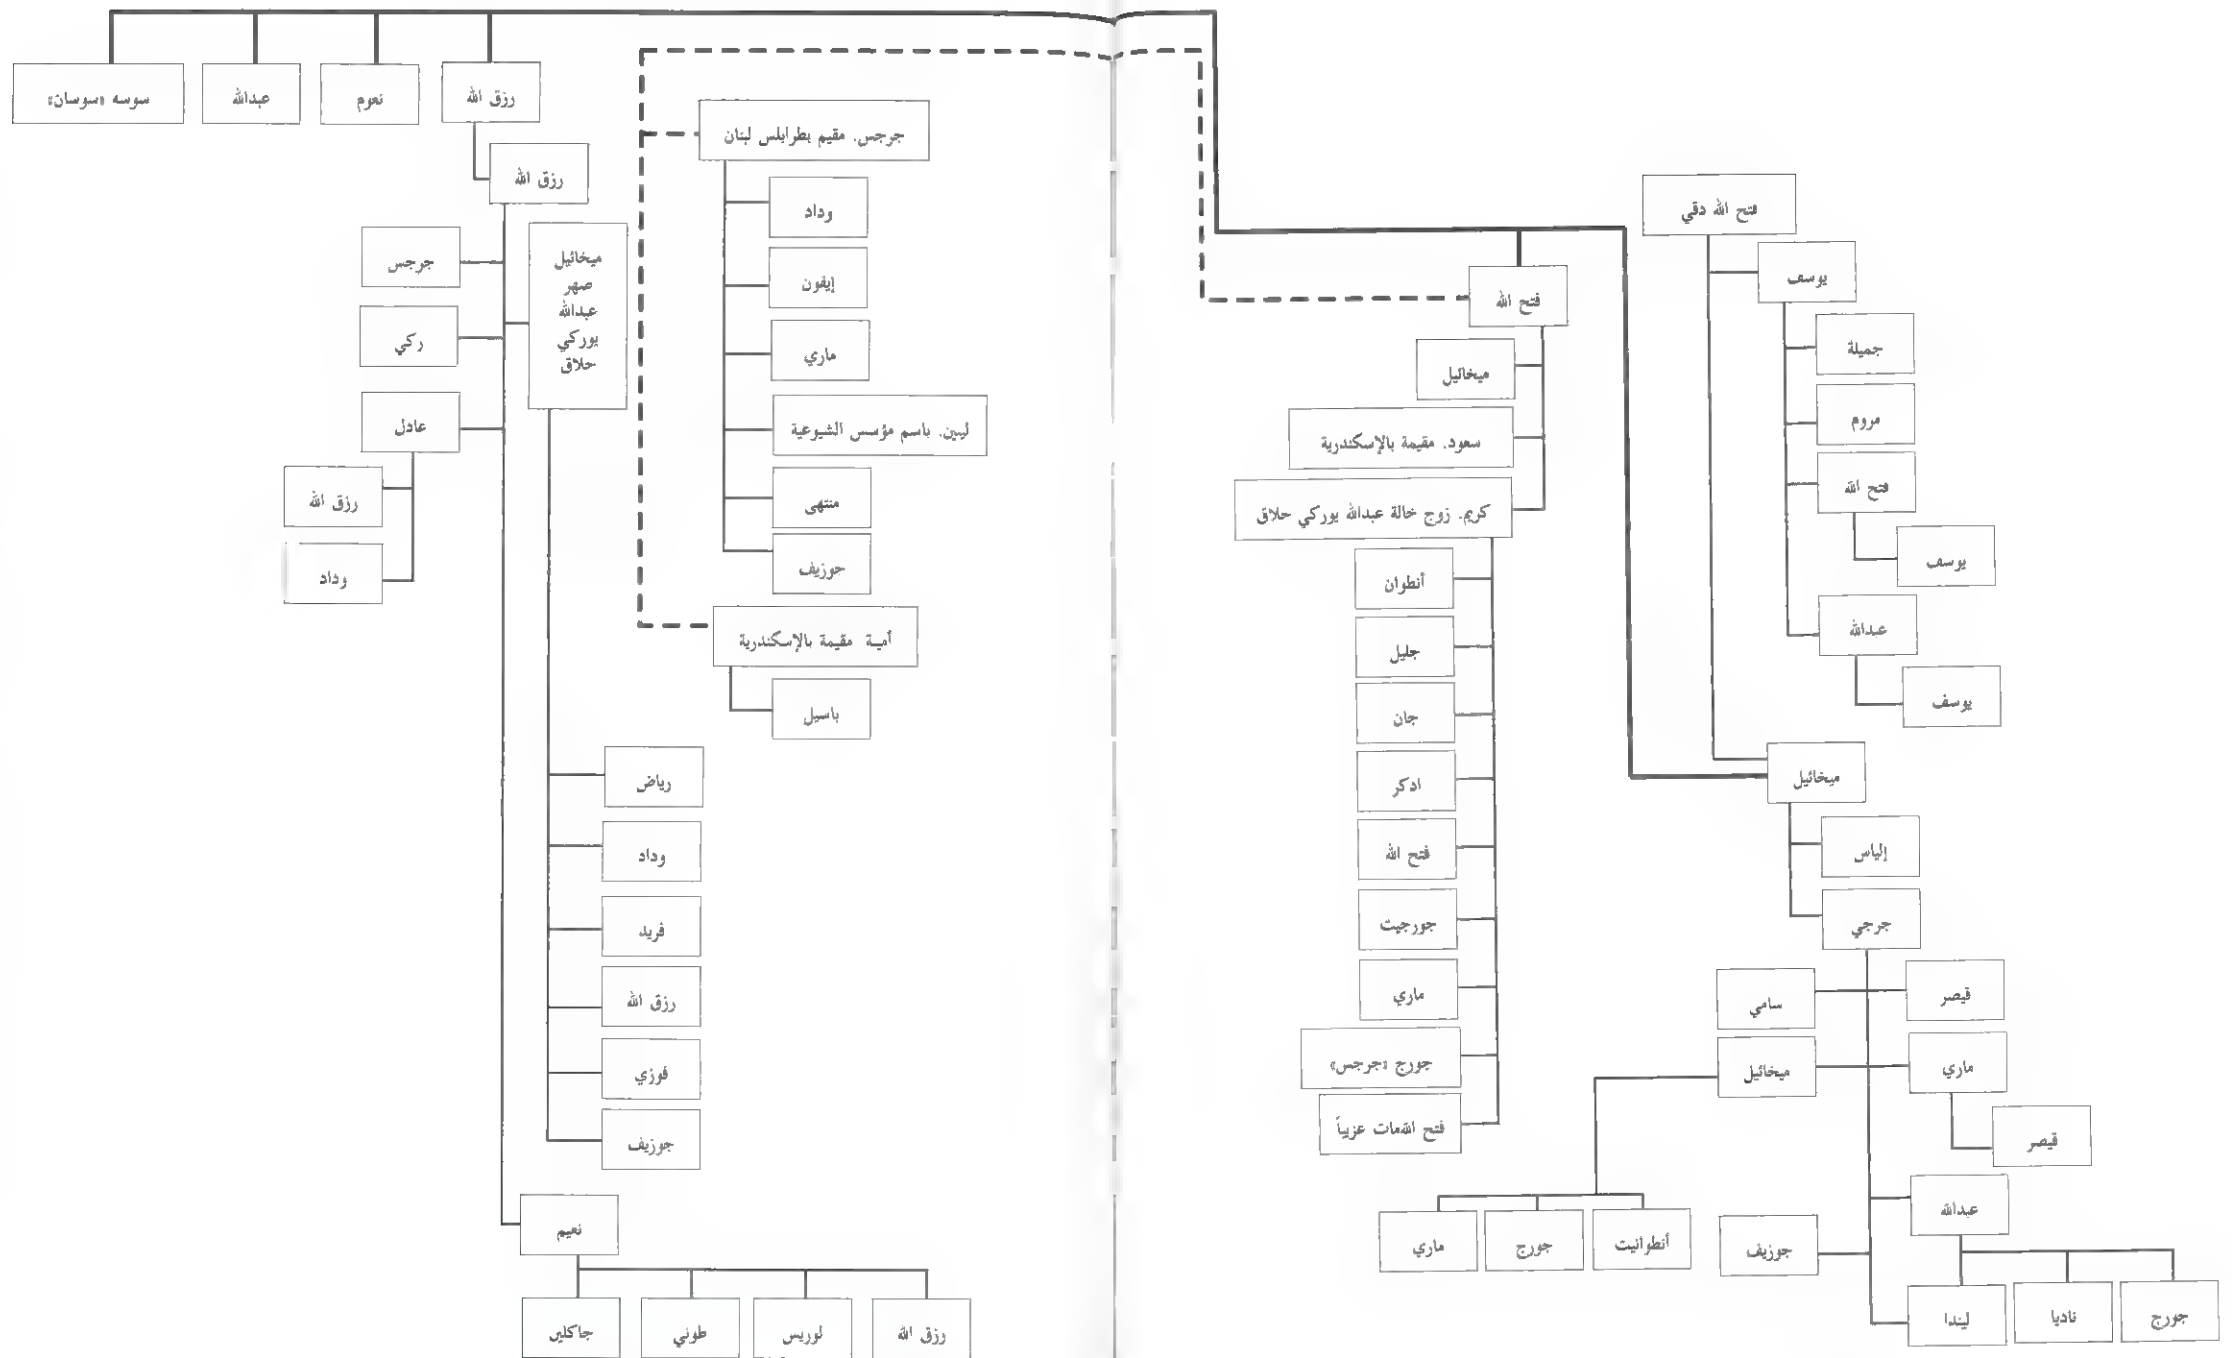 فتح الله دقي
يوسف
جميلة
مروم
فتح الله
يوسف
عبدالله
يوسف
ميخائيل
إلياس
جرجي
قيصر
سامي
ماري
ميخائيل
قيصر
أنطوانيت
جورج
ماري
عبدالله
جوزيف
جورج
ناديا
ليندا
فتح الله
ميخائيل
سعود. مقيمة بالإسكندرية
كريم. زوج خالة عبدالله يوركي حلاق
أنطوان
جليل
جان
ادكر
فتح الله
جورجيت
ماري
جورج «جرجس»
فتح اللهمات عزيباً
جرجس. مقيم بطرابلس لبنان
وداد
إيفون
ماري
ليبين. باسم مؤسس الشيوعية
منتهى
جوزيف
أمية مقيمة بالإسكندرية
باسيل
رزق الله
نعوم
عبدالله
سوسه «سوسان»
رزق الله
ميخائيل
صهر
عبدالله
يوركي
حلاق
جرجس
ركي
عادل
رزق الله
وداد
رياض
وداد
فريد
رزق الله
فوزي
جوزيف
نعيم
رزق الله
لوريس
طوني
جاكلين